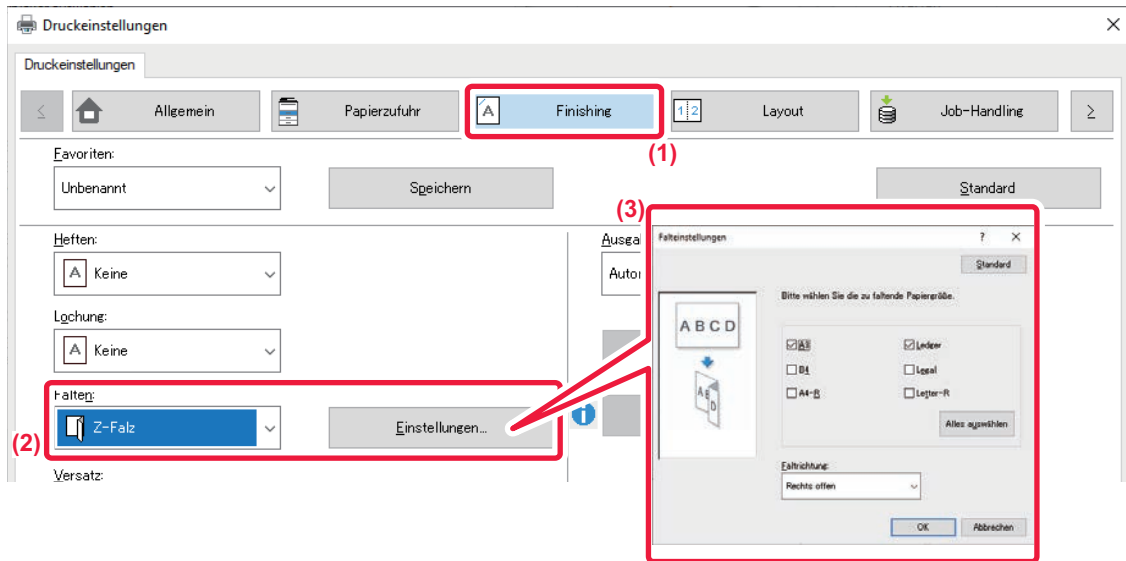 Druckeinstellungen
Druckeinstellungen
Allgemein
Papierzufuhr
A
Finishing
1 2
Layout
Job-Handling
(1)
Favoriten:
Unbenannt
Speichern
Standard
(3)
Heften:
A Keine
Lochung:
A Keine
Falten:
Z-Falz
Einstellungen...
(2)
Versatz:
Falteinstellungen
?
Standard
Bitte wählen Sie die zu faltende Papiergröße.
A B C D
A3
Ledger
B4
Legal
A4-R
Letter-R
Alles auswählen
Faltrichtung:
Rechts offen
OK
Abbrechen